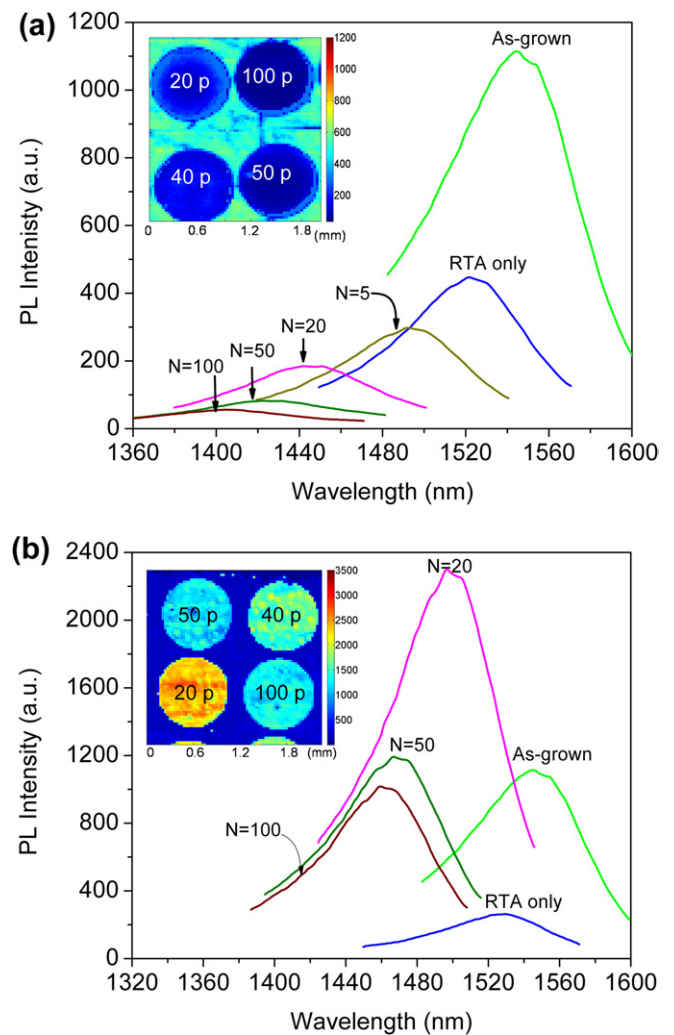 (a)
1200
1000
800
600
400
200
0
PL Intenisty (a.u.)
1360 1400 1440 1480 1520 1560 1600
Wavelength (nm)
As-grown
RTA only
N=5
N=20
N=50
N=100
20 p
100 p
40 p
50 p
0 0.6 1.2 1.8 (mm)
1200
1000
800
600
400
200
(b)
2400
2000
1600
1200
800
400
0
PL Intensity (a.u.)
1320 1360 1400 1440 1480 1520 1560 1600
Wavelength (nm)
N=20
N=50
As-grown
N=100
RTA only
50 p
40 p
20 p
100 p
0 0.6 1.2 (mm) 1.8
3500
3000
2500
2000
1500
1000
500